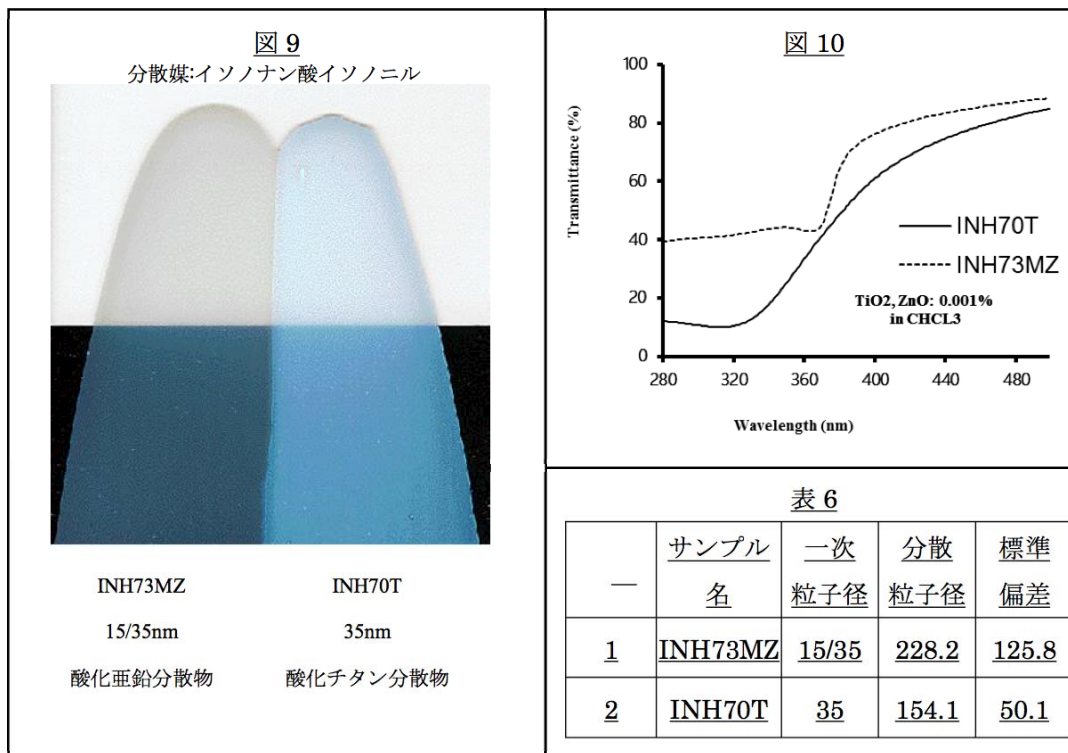 図 9
分散媒:イソノナン酸イソノニル
INH73MZ INH70T
15/35nm 35nm
酸化亜鉛分散物 酸化チタン分散物
図 10
Transmittance (%)
100
80
60
40
20
0
280 320 360 400 440 480
Wavelength (nm)
INH70T
INH73MZ
TiO2, ZnO: 0.001%
in CHCL3
表 6
— サンプル名 一次粒子径 分散粒子径 標準偏差
1 INH73MZ 15/35 228.2 125.8
2 INH70T 35 154.1 50.1